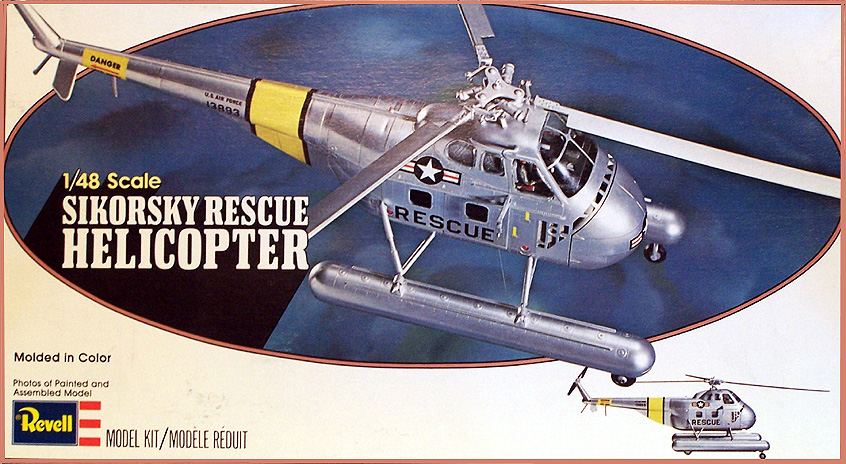 DANGER
U.S. AIR FORCE
13893
1/48 Scale
SIKORSKY RESCUE
HELICOPTER
RESCUE
Molded in Color
Photos of Painted and
Assembled Model
Revell
MODEL KIT/MODÈLE RÉDUIT
RESCUE